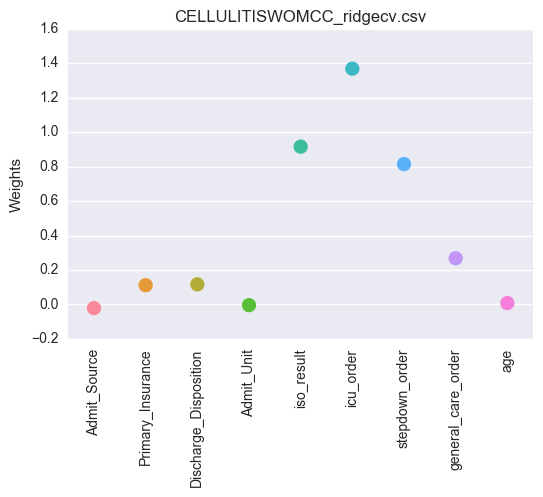 CELLULITISWOMCC_ridgecv.csv
1.6
1.4
1.2
1.0
0.8
0.6
0.4
0.2
0.0
−0.2
Weights
Admit_Source
Primary_Insurance
Discharge_Disposition
Admit_Unit
iso_result
icu_order
stepdown_order
general_care_order
age